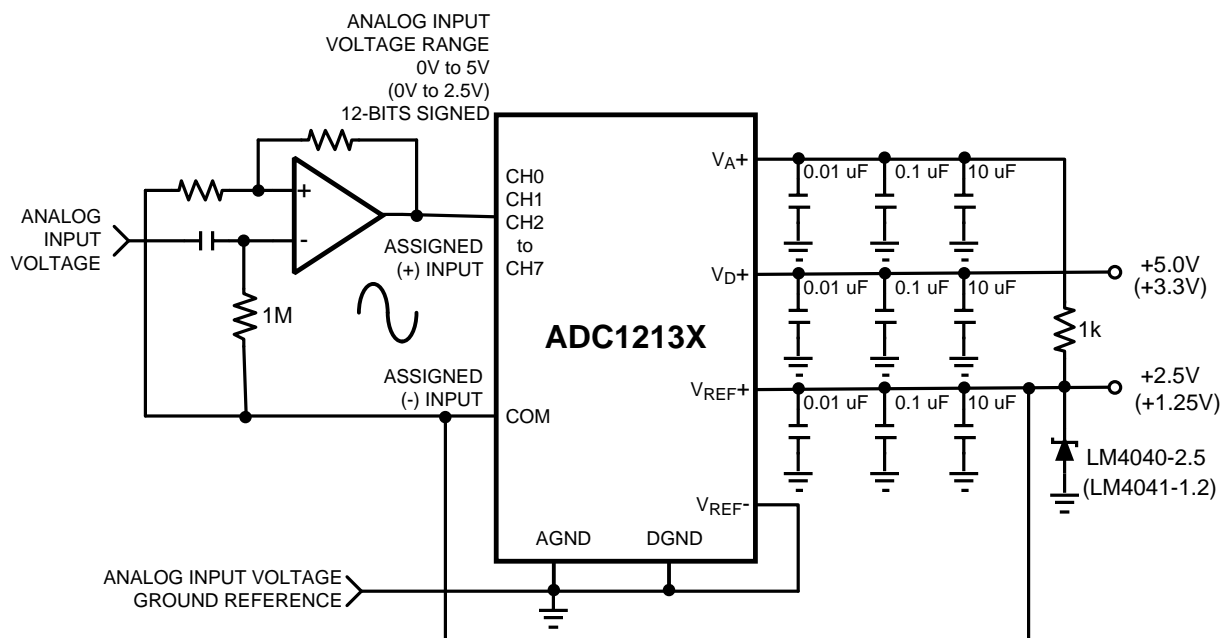 ANALOG INPUT
VOLTAGE RANGE
0V to 5V
(0V to 2.5V)
12-BITS SIGNED
ANALOG
INPUT
VOLTAGE
+
-
1M
ASSIGNED
(+) INPUT
ASSIGNED
(-) INPUT
CH0
CH1
CH2
to
CH7
COM
ADC1213X
VA+
VD+
VREF+
VREF-
AGND
DGND
0.01 uF
0.1 uF
10 uF
0.01 uF
0.1 uF
10 uF
0.01 uF
0.1 uF
10 uF
+5.0V
(+3.3V)
1k
+2.5V
(+1.25V)
LM4040-2.5
(LM4041-1.2)
ANALOG INPUT VOLTAGE
GROUND REFERENCE